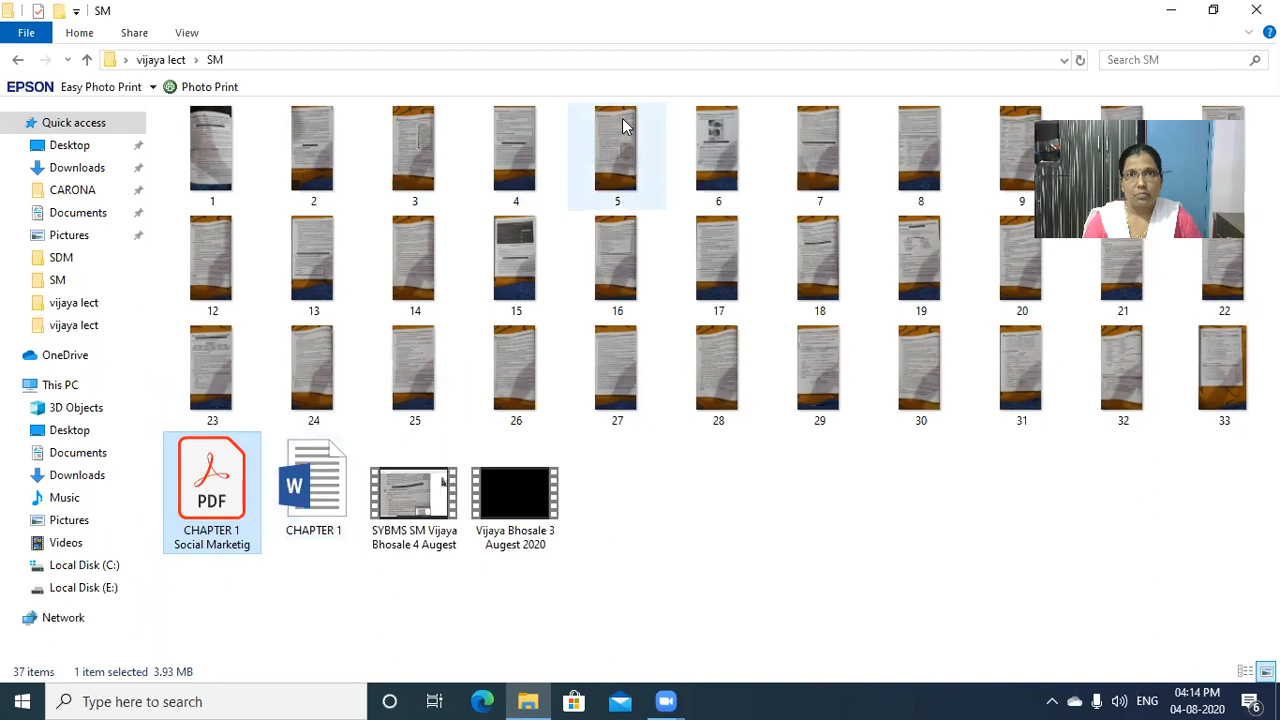 SM
File
Home
Share
View
vijaya lect
SM
Search SM
EPSON
Easy Photo Print
Photo Print
Quick access
Desktop
Downloads
CARONA
Documents
Pictures
SDM
SM
vijaya lect
vijaya lect
OneDrive
This PC
3D Objects
Desktop
Documents
Downloads
Music
Pictures
Videos
Local Disk (C:)
Local Disk (E:)
Network
1
2
3
4
5
6
7
8
9
12
13
14
15
16
17
18
19
20
21
22
23
24
25
26
27
28
29
30
31
32
33
PDF
CHAPTER 1
Social Marketig
W
CHAPTER 1
SYBMS SM Vijaya
Bhosale 4 Augest
Vijaya Bhosale 3
Augest 2020
37 items
1 item selected 3.93 MB
Type here to search
ENG
04:14 PM
04-08-2020
6